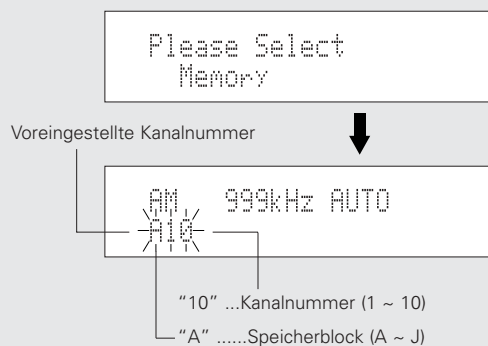 Please Select
Memory
Voreingestellte Kanalnummer
AM 999kHz AUTO
A10
"10" ...Kanalnummer (1 ~ 10)
"A" ......Speicherblock (A ~ J)